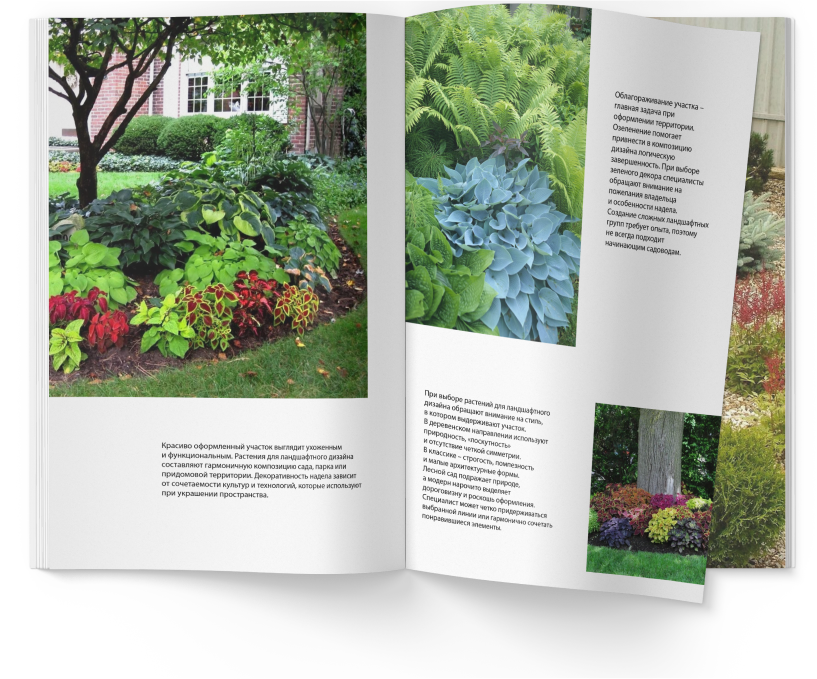 Красиво оформленный участок выглядит ухоженным
и функциональным. Растения для ландшафтного дизайна
составляют гармоничную композицию сада, парка или
придомовой территории. Декоративность надела зависит
от сочетаемости культур и технологий, которые используют
при украшении пространства.
Облагораживание участка –
главная задача при
оформлении территории.
Озеленение помогает
привнести в композицию
дизайна логическую
завершенность. При выборе
зеленого декора специалисты
обращают внимание на
пожелания владельца
и особенности надела.
Создание сложных ландшафтных
групп требует опыта, поэтому
не всегда подходит
начинающим садоводам.
При выборе растений для ландшафтного
дизайна обращают внимание на стиль,
в котором выдерживают участок.
В деревенском направлении используют
природность, «лоскутность»
и отсутствие четкой симметрии.
В классике – строгость, помпезность
и малые архитектурные формы.
Лесной сад подражает природе,
а модерн нарочито выделяет
дороговизну и роскошь оформления.
Специалист может четко придерживаться
выбранной линии или гармонично сочетать
понравившиеся элементы.